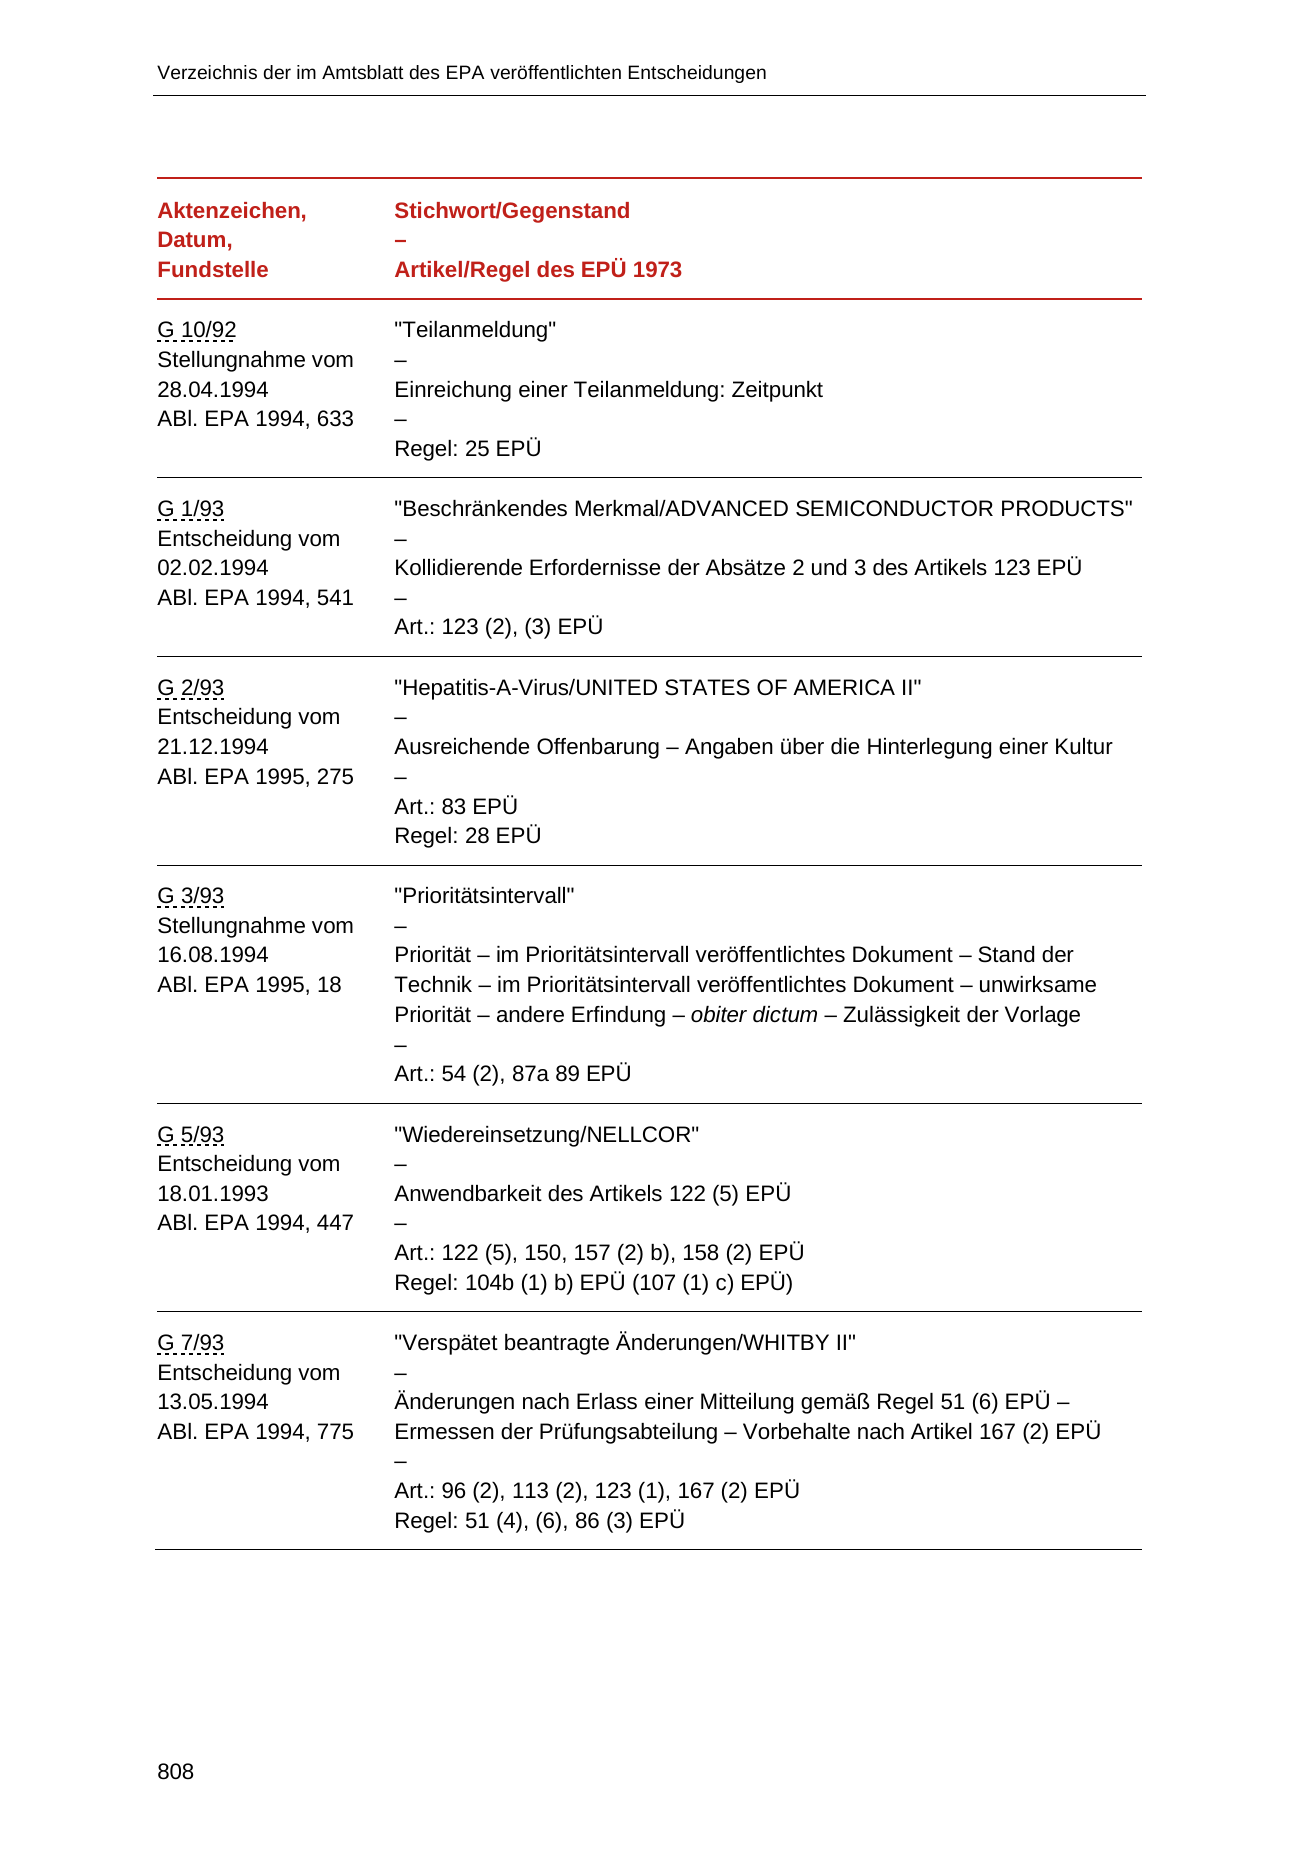 Verzeichnis der im Amtsblatt des EPA veröffentlichten Entscheidungen
Aktenzeichen,
Datum,
Fundstelle
Stichwort/Gegenstand
–
Artikel/Regel des EPÜ 1973
G 10/92
Stellungnahme vom
28.04.1994
ABl. EPA 1994, 633
"Teilanmeldung"
–
Einreichung einer Teilanmeldung: Zeitpunkt
–
Regel: 25 EPÜ
G 1/93
Entscheidung vom
02.02.1994
ABl. EPA 1994, 541
"Beschränkendes Merkmal/ADVANCED SEMICONDUCTOR PRODUCTS"
–
Kollidierende Erfordernisse der Absätze 2 und 3 des Artikels 123 EPÜ
–
Art.: 123 (2), (3) EPÜ
G 2/93
Entscheidung vom
21.12.1994
ABl. EPA 1995, 275
"Hepatitis-A-Virus/UNITED STATES OF AMERICA II"
–
Ausreichende Offenbarung – Angaben über die Hinterlegung einer Kultur
–
Art.: 83 EPÜ
Regel: 28 EPÜ
G 3/93
Stellungnahme vom
16.08.1994
ABl. EPA 1995, 18
"Prioritätsintervall"
–
Priorität – im Prioritätsintervall veröffentlichtes Dokument – Stand der
Technik – im Prioritätsintervall veröffentlichtes Dokument – unwirksame
Priorität – andere Erfindung – obiter dictum – Zulässigkeit der Vorlage
–
Art.: 54 (2), 87a 89 EPÜ
G 5/93
Entscheidung vom
18.01.1993
ABl. EPA 1994, 447
"Wiedereinsetzung/NELLCOR"
–
Anwendbarkeit des Artikels 122 (5) EPÜ
–
Art.: 122 (5), 150, 157 (2) b), 158 (2) EPÜ
Regel: 104b (1) b) EPÜ (107 (1) c) EPÜ)
G 7/93
Entscheidung vom
13.05.1994
ABl. EPA 1994, 775
"Verspätet beantragte Änderungen/WHITBY II"
–
Änderungen nach Erlass einer Mitteilung gemäß Regel 51 (6) EPÜ –
Ermessen der Prüfungsabteilung – Vorbehalte nach Artikel 167 (2) EPÜ
–
Art.: 96 (2), 113 (2), 123 (1), 167 (2) EPÜ
Regel: 51 (4), (6), 86 (3) EPÜ
808